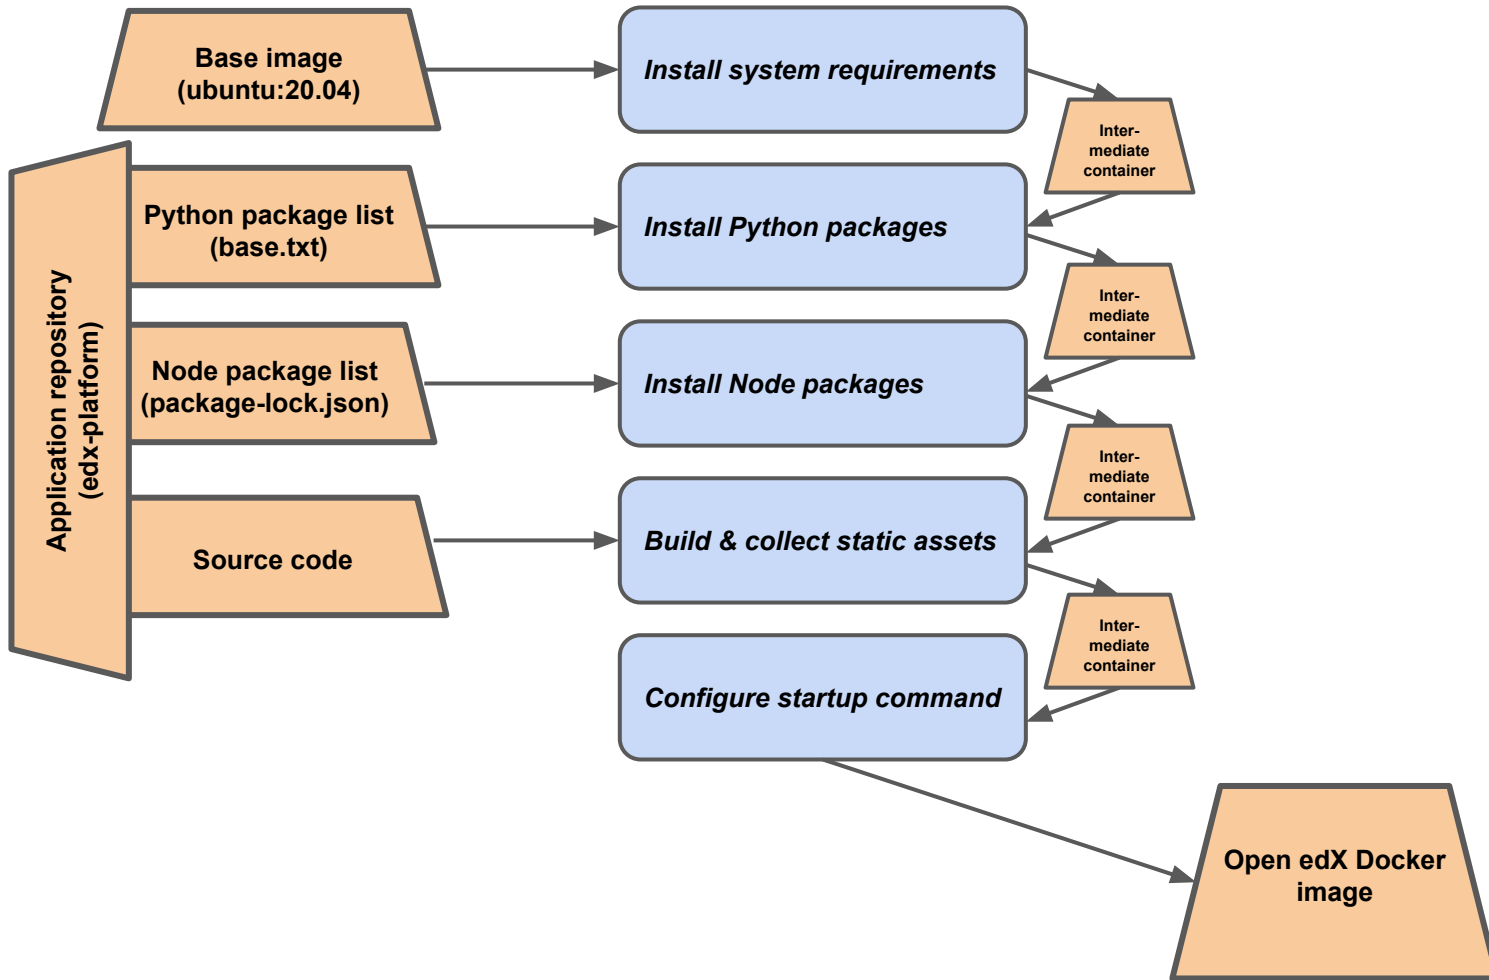 Base image
(ubuntu:20.04)
Install system requirements
Inter-
mediate
container
Application repository
(edx-platform)
Python package list
(base.txt)
Install Python packages
Inter-
mediate
container
Node package list
(package-lock.json)
Install Node packages
Inter-
mediate
container
Source code
Build & collect static assets
Inter-
mediate
container
Configure startup command
Open edX Docker
image